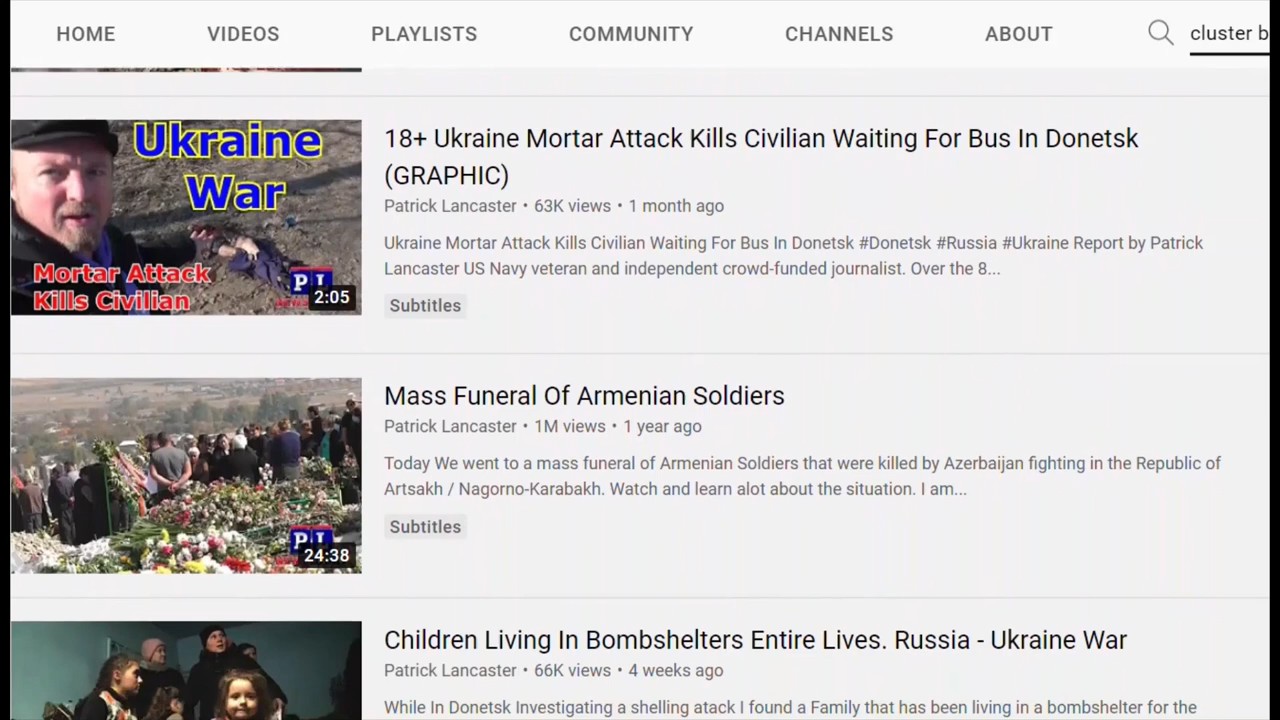 HOME VIDEOS PLAYLISTS COMMUNITY CHANNELS ABOUT cluster b
Ukraine
War
Mortar Attack
Kills Civilian
PL
2:05
18+ Ukraine Mortar Attack Kills Civilian Waiting For Bus In Donetsk
(GRAPHIC)
Patrick Lancaster • 63K views • 1 month ago
Ukraine Mortar Attack Kills Civilian Waiting For Bus In Donetsk #Donetsk #Russia #Ukraine Report by Patrick
Lancaster US Navy veteran and independent crowd-funded journalist. Over the 8...
Subtitles
PL
24:38
Mass Funeral Of Armenian Soldiers
Patrick Lancaster • 1M views • 1 year ago
Today We went to a mass funeral of Armenian Soldiers that were killed by Azerbaijan fighting in the Republic of
Artsakh / Nagorno-Karabakh. Watch and learn alot about the situation. I am...
Subtitles
Children Living In Bombshelters Entire Lives. Russia - Ukraine War
Patrick Lancaster • 66K views • 4 weeks ago
While In Donetsk Investigating a shelling atack I found a Family that has been living in a bombshelter for the